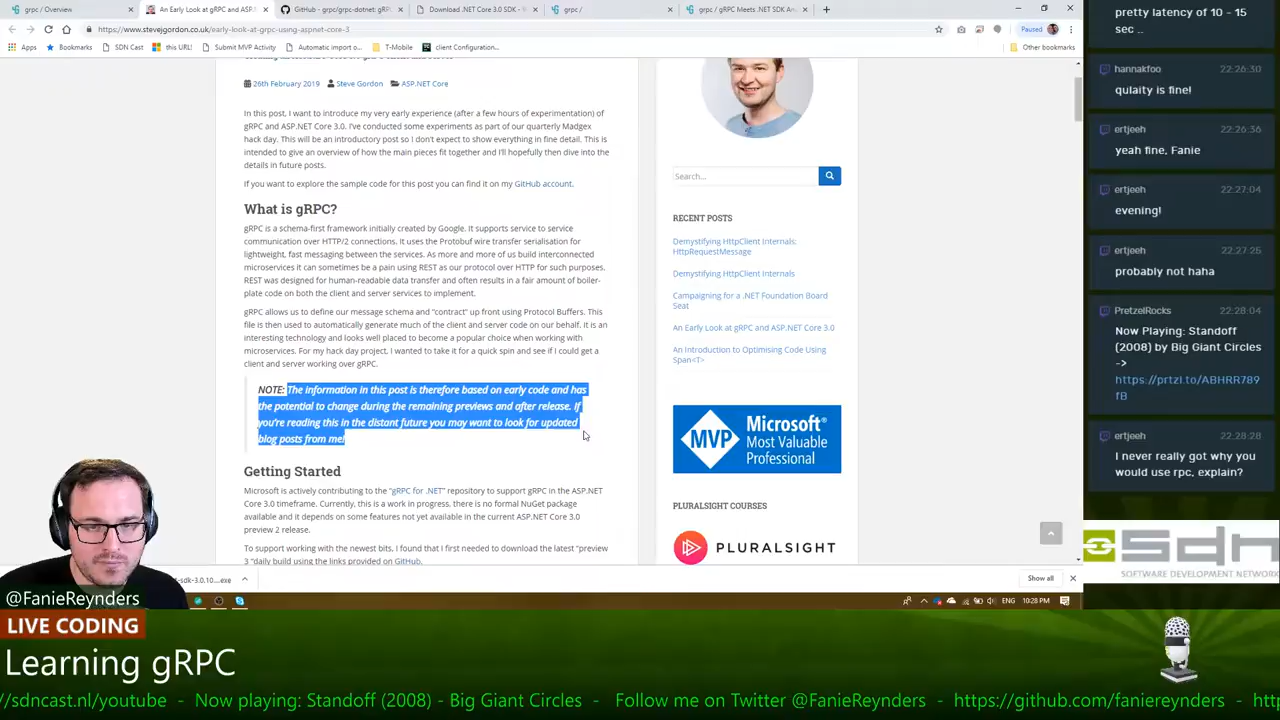 grpc / Overview
An Early Look at gRPC and ASP.NE
GitHub - grpc/grpc-dotnet: gRPC
Download .NET Core 3.0 SDK -
grpc /
grpc / gRPC Meets .NET SDK An
https://www.stevejgordon.co.uk/early-look-at-grpc-using-aspnet-core-3
Paused
Apps
Bookmarks
SDN Cast
this URL!
Submit MVP Activity
Automatic import o...
T-Mobile
client Configuration...
Other bookmarks
26th February 2019
Steve Gordon
ASP.NET Core
In this post, I want to introduce my very early experience (after a few hours of experimentation) of
gRPC and ASP.NET Core 3.0. I've conducted some experiments as part of our quarterly Madgex
hack day. This will be an introductory post so I don't expect to show everything in fine detail. This is
intended to give an overview of how the main pieces fit together and I'll hopefully then dive into the
details in future posts.
If you want to explore the sample code for this post you can find it on my GitHub account.
What is gRPC?
gRPC is a schema-first framework initially created by Google. It supports service to service
communication over HTTP/2 connections. It uses the Protobuf wire transfer serialisation for
lightweight, fast messaging between the services. As more and more of us build interconnected
microservices it can sometimes be a pain using REST as our protocol over HTTP for such purposes.
REST was designed for human-readable data transfer and often results in a fair amount of boiler-
plate code on both the client and server services to implement.
gRPC allows us to define our message schema and "contract" up front using Protocol Buffers. This
file is then used to automatically generate much of the client and server code on our behalf. It is an
interesting technology and looks well placed to become a popular choice when working with
microservices. For my hack day project, I wanted to take it for a quick spin and see if I could get a
client and server working over gRPC.
NOTE: The information in this post is therefore based on early code and has
the potential to change during the remaining previews and after release. If
you're reading this in the distant future you may want to look for updated
blog posts from me!
Getting Started
Microsoft is actively contributing to the "gRPC for .NET" repository to support gRPC in the ASP.NET
Core 3.0 timeframe. Currently, this is a work in progress, there is no formal NuGet package
available and it depends on some features not yet available in the current ASP.NET Core 3.0
preview 2 release.
To support working with the newest bits, I found that I first needed to download the latest "preview
3 "daily build using the links provided on GitHub.
Search...
RECENT POSTS
Demystifying HttpClient Internals:
HttpRequestMessage
Demystifying HttpClient Internals
Campaigning for a .NET Foundation Board
Seat
An Early Look at gRPC and ASP.NET Core 3.0
An Introduction to Optimising Code Using
Span<T>
MVP
Microsoft®
Most Valuable
Professional
PLURALSIGHT COURSES
PLURALSIGHT
-sdk-3.0.10....exe
Show all
ENG
10:28 PM
pretty latency of 10 - 15
sec ..
hannakfoo
22:26:30
qulaity is fine!
ertjeeh
22:26:36
yeah fine, Fanie
ertjeeh
22:27:04
evening!
ertjeeh
22:27:25
probably not haha
PretzelRocks
22:28:04
Now Playing: Standoff
(2008) by Big Giant Circles
->
https://prtzl.to/ABHRR789
fB
ertjeeh
22:28:28
I never really got why you
would use rpc, explain?
sdn
SOFTWARE DEVELOPMENT NETWORK
@FanieReynders
LIVE CODING
Learning gRPC
//sdncast.nl/youtube - Now playing: Standoff (2008) - Big Giant Circles - Follow me on Twitter @FanieReynders - https://github.com/faniereynders - htt